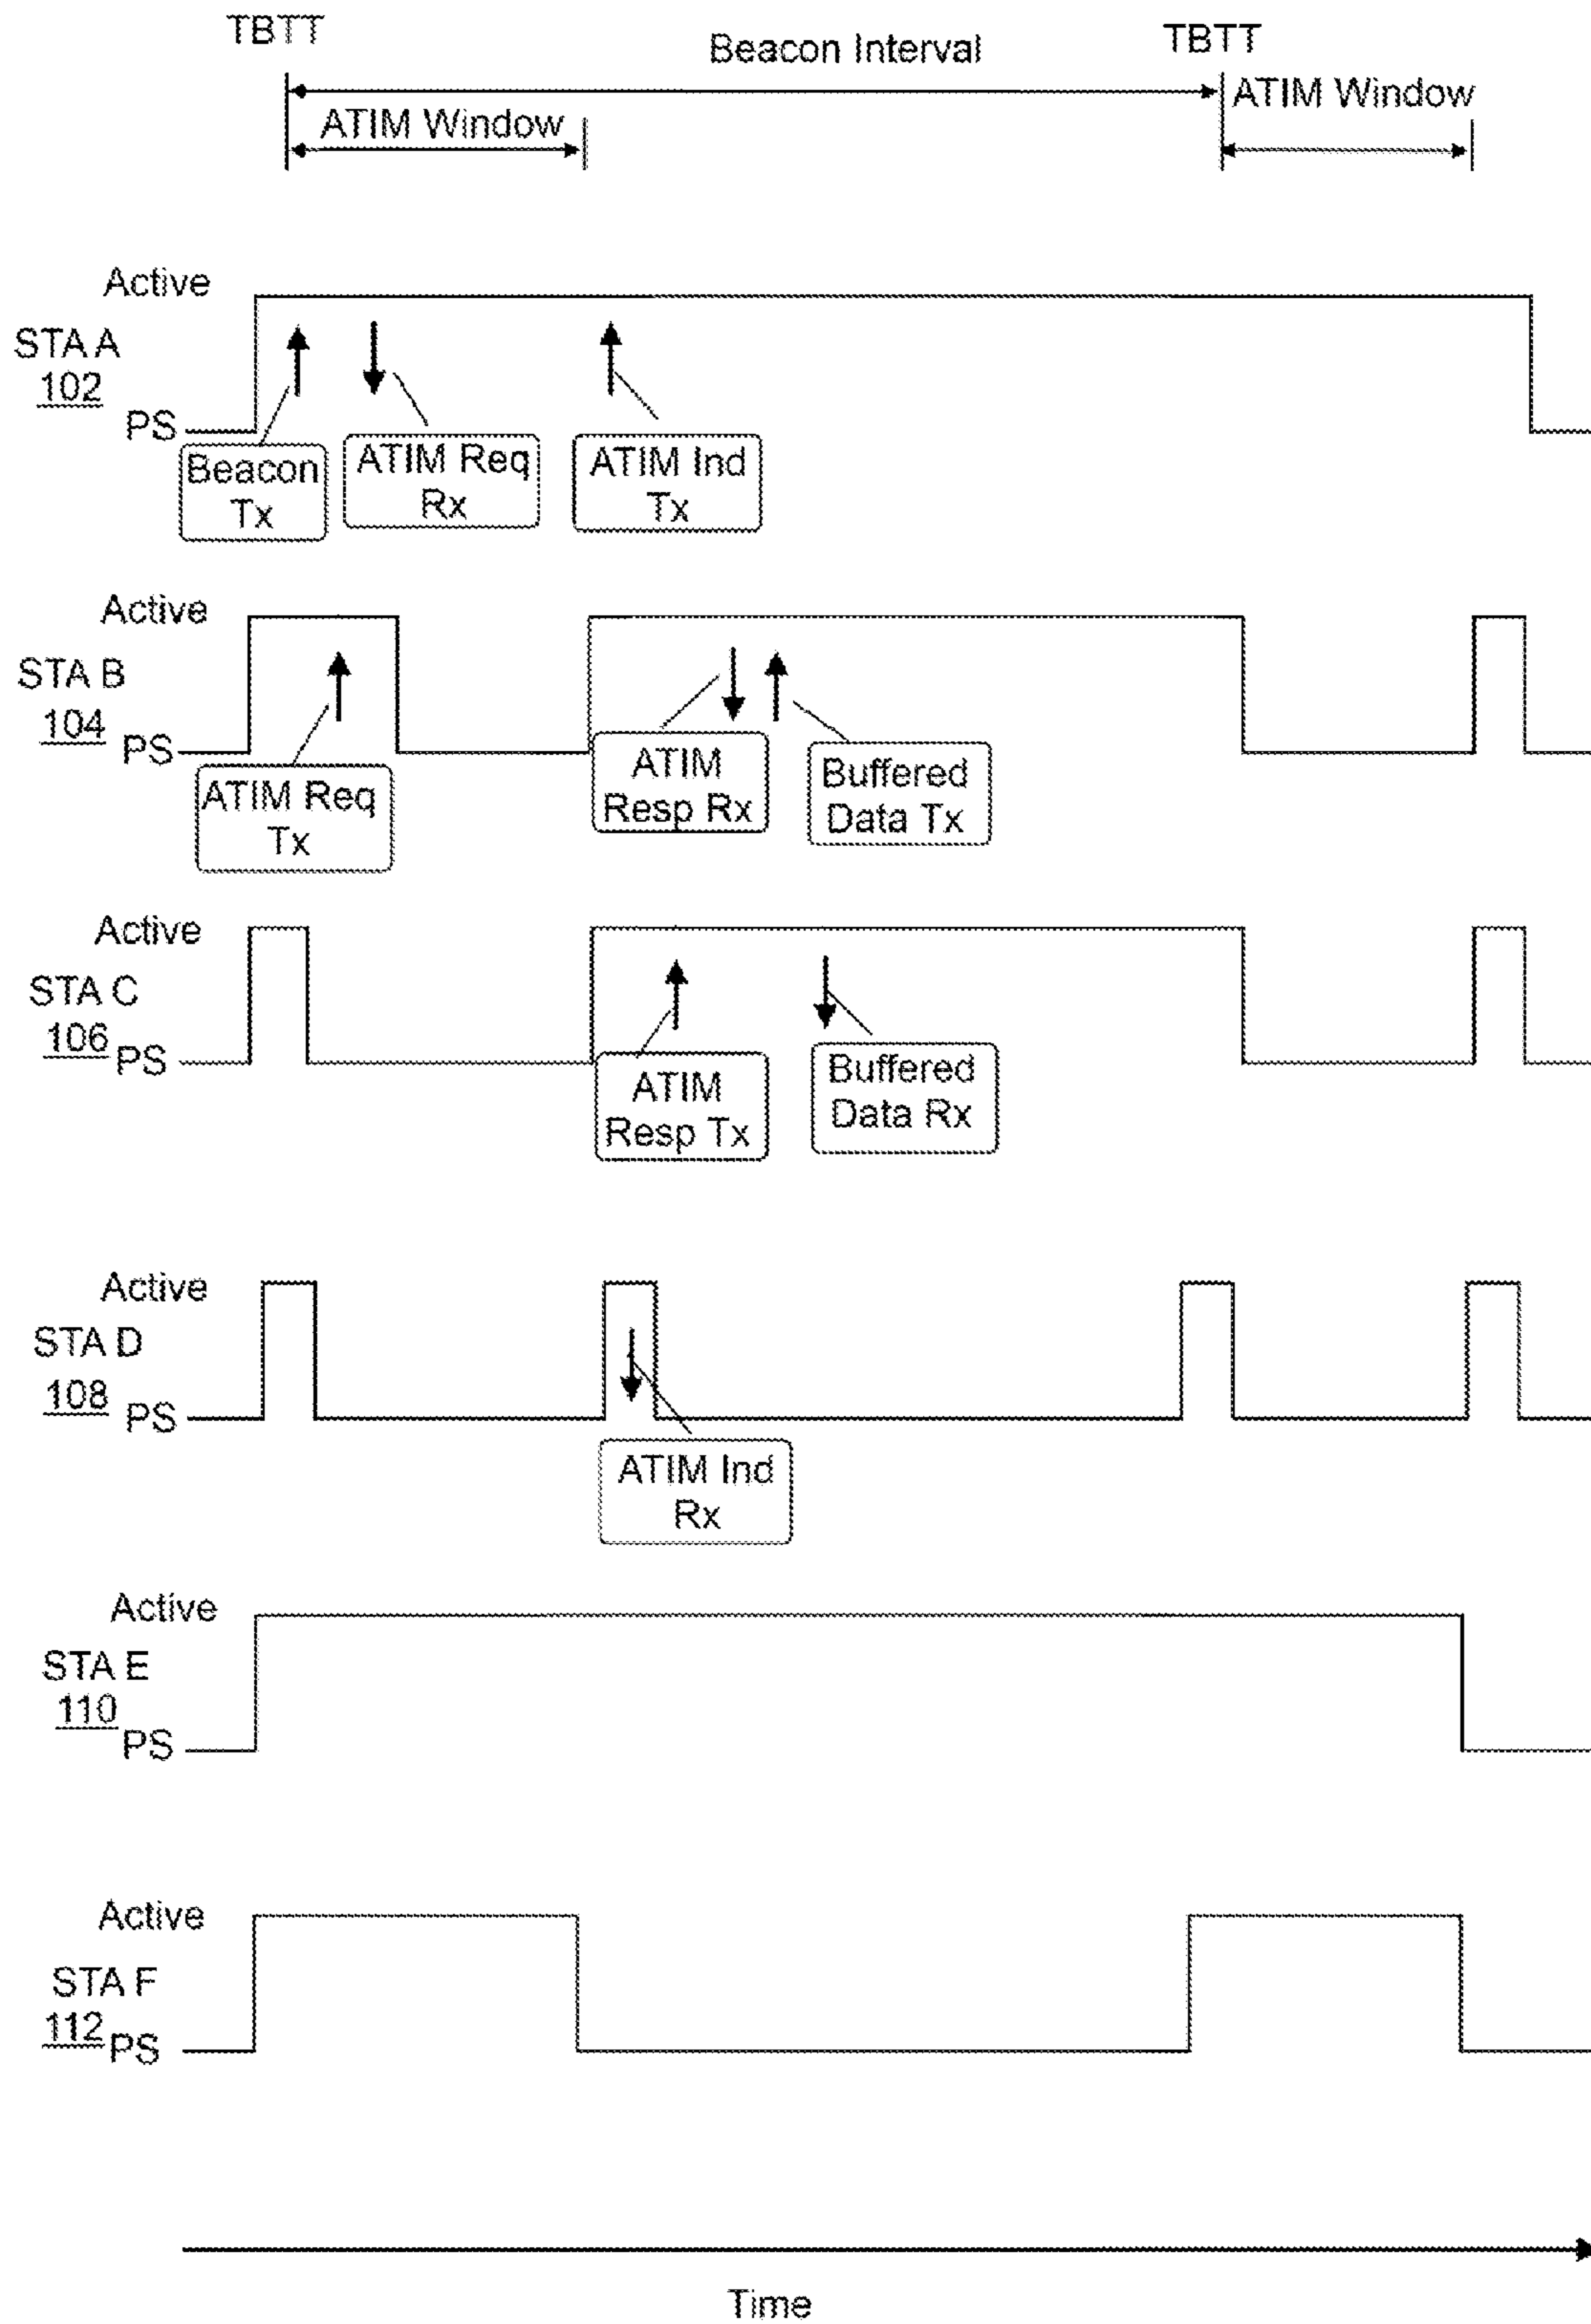 TBTT
Beacon Interval
TBTT
ATIM Window
ATIM Window
Active
STA A
102
PS
Beacon
Tx
ATIM Req
Rx
ATIM Ind
Tx
Active
STA B
104
PS
ATIM Req
Tx
ATIM
Resp Rx
Buffered
Data Tx
Active
STA C
106
PS
ATIM
Resp Tx
Buffered
Data Rx
Active
STA D
108
PS
ATIM Ind
Rx
Active
STA E
110
PS
Active
STA F
112
PS
Time